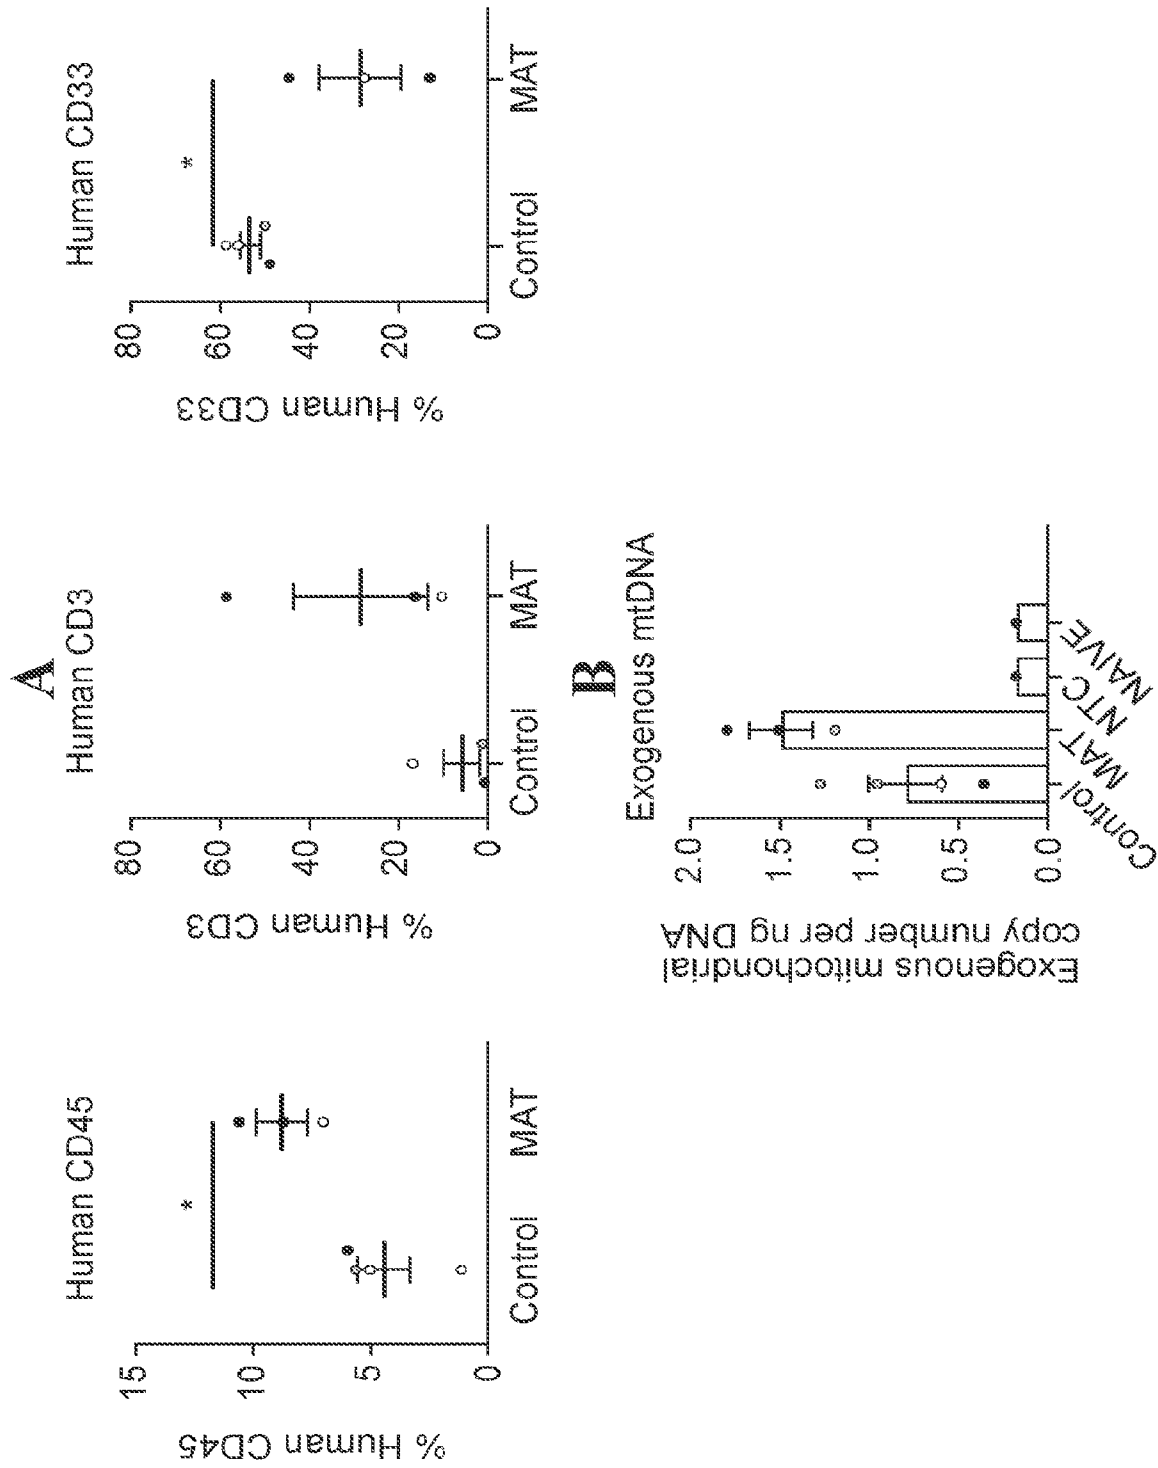 A
Human CD45
% Human CD45
15
10
5
0
*
Control
MAT
Human CD3
% Human CD3
80
60
40
20
0
Control
MAT
Human CD33
% Human CD33
80
60
40
20
0
*
Control
MAT
B
Exogenous mtDNA
Exogenous mitochondrial
copy number per ng DNA
2.0
1.5
1.0
0.5
0.0
Control
MAT
NTC
NAIVE